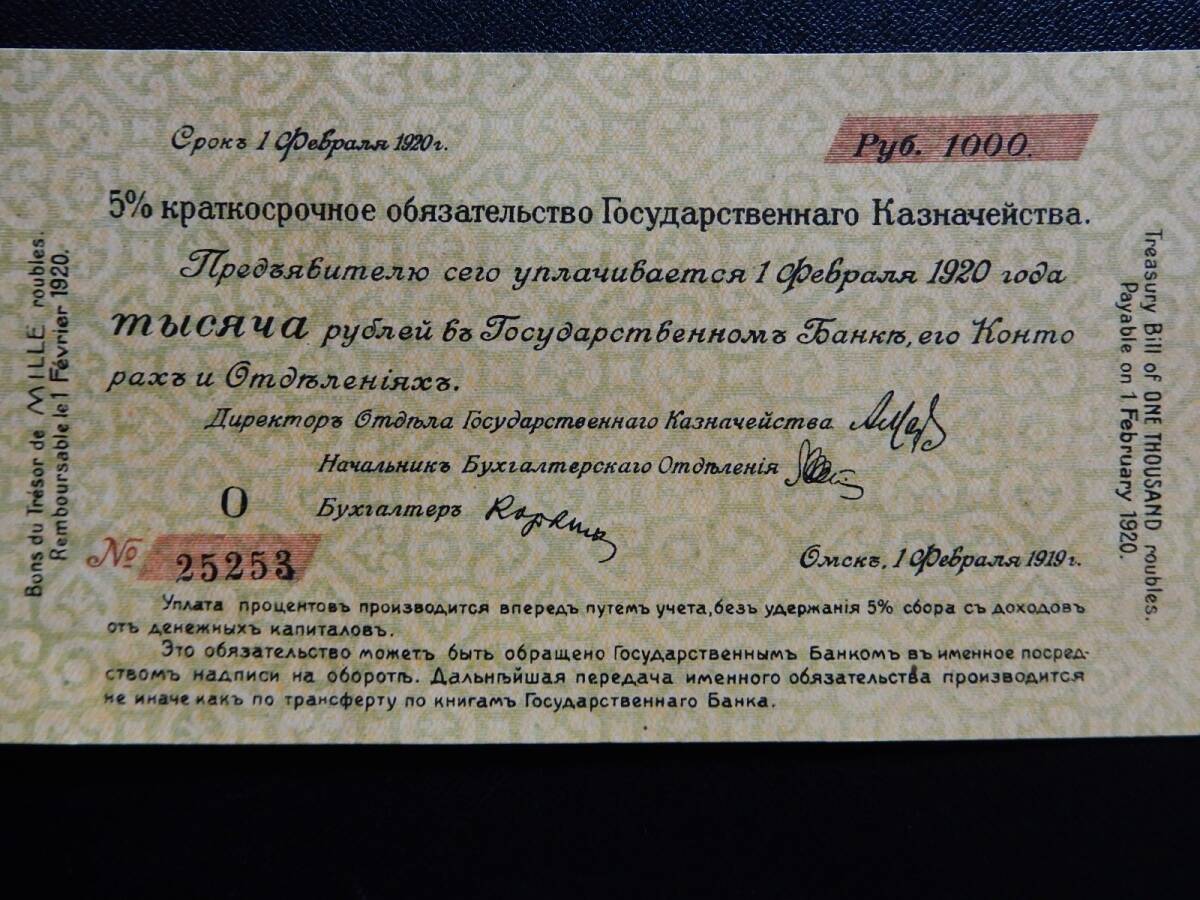 Срокъ 1 Февраля 1920 г.
Руб. 1000.
5% краткосрочное обязательство Государственнаго Казначейства.
Предъявителю сего уплачивается 1 Февраля 1920 года
тысяча рублей въ Государственномъ Банкѣ, его Конто
рахъ и Отдѣленіяхъ.
Директоръ Отдѣла Государственнаго Казначейства
Начальникъ Бухгалтерскаго Отдѣленія
О
Бухгалтеръ
№ 25253
Омскъ, 1 Февраля 1919 г.
Уплата процентовъ производится впередъ путемъ учета, безъ удержанія 5% сбора съ доходовъ
отъ денежныхъ капиталовъ.
Это обязательство можетъ быть обращено Государственнымъ Банкомъ въ именное посред-
ствомъ надписи на оборотѣ. Дальнѣйшая передача именного обязательства производится
не иначе какъ по трансферту по книгамъ Государственнаго Банка.
Bons du Trésor de MILLE roubles.
Remboursable le 1 Février 1920.
Treasury Bill of ONE THOUSAND roubles.
Payable on 1 February 1920.